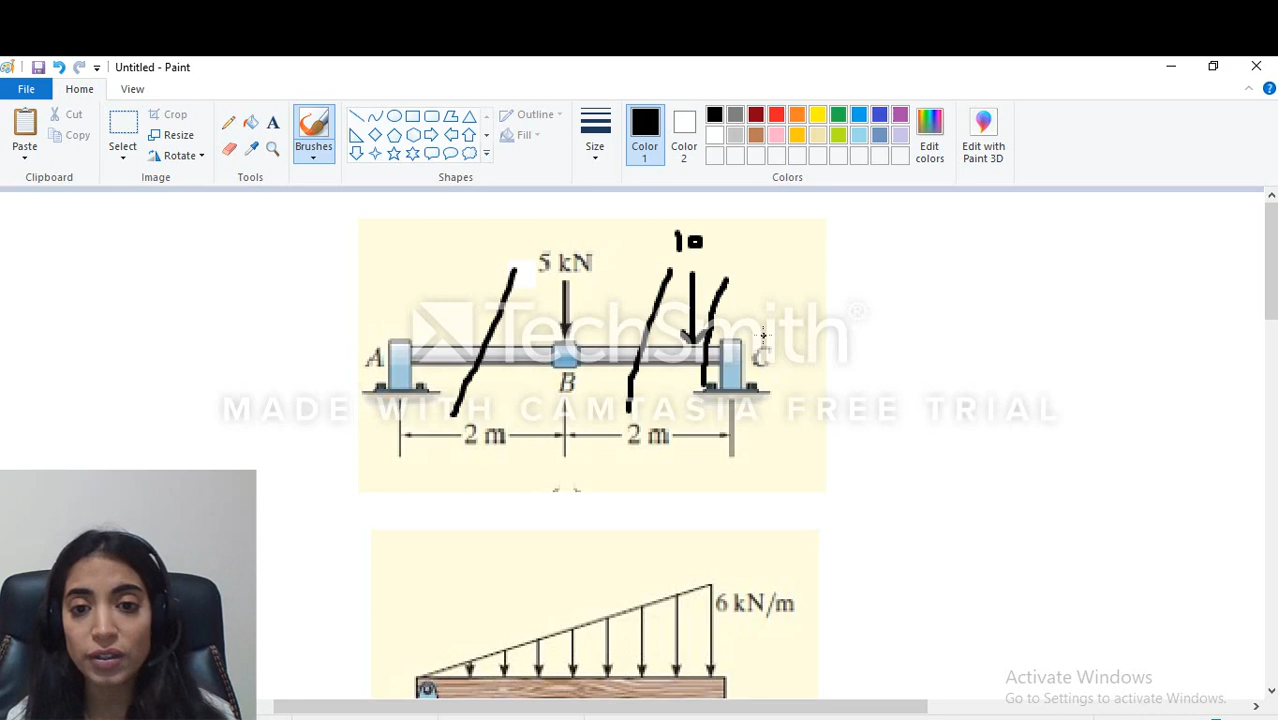 Untitled - Paint
File Home View
Cut
Copy
Paste
Clipboard
Select
Crop
Resize
Rotate
Image
Tools
Brushes
Outline
Fill
Shapes
Size
Color 1
Color 2
Edit colors
Colors
Edit with Paint 3D
10
5 kN
TechSmith®
A
C
B
MADE WITH CAMTASIA FREE TRIAL
2 m 2 m
6 kN/m
Activate Windows
Go to Settings to activate Windows.